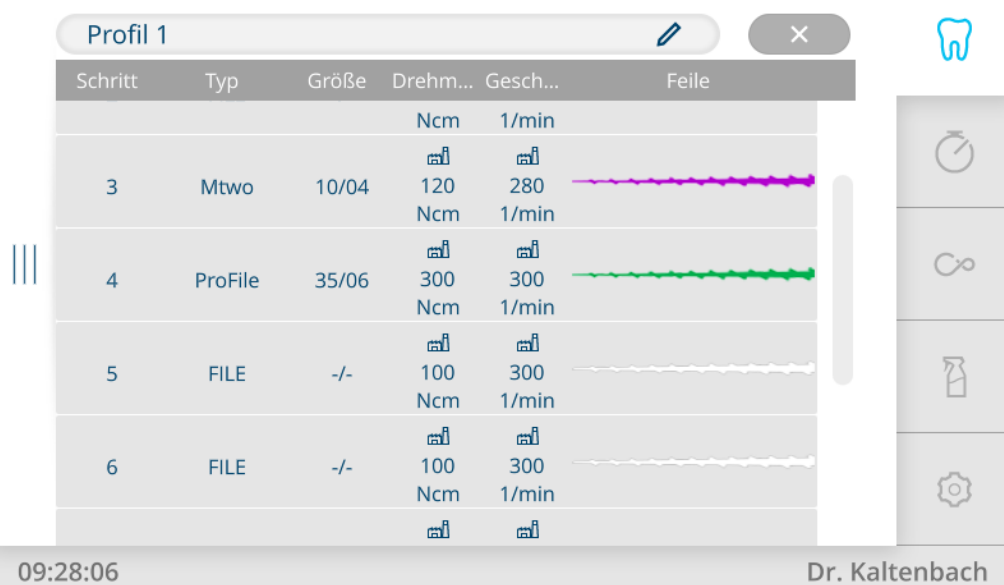 Profil 1
Schritt Typ Größe Drehm... Gesch... Feile
Ncm 1/min
3 Mtwo 10/04 120 Ncm 280 1/min
4 ProFile 35/06 300 Ncm 300 1/min
5 FILE -/- 100 Ncm 300 1/min
6 FILE -/- 100 Ncm 300 1/min
09:28:06 Dr. Kaltenbach